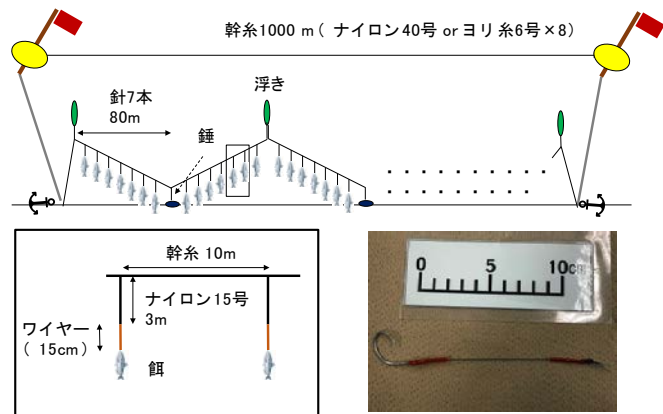 幹糸1000 m( ナイロン40号 or ヨリ糸6号×8)
針7本
80m
浮き
錘
幹糸 10m
ナイロン15号
3m
ワイヤー
( 15cm)
餌
0 5 10cm